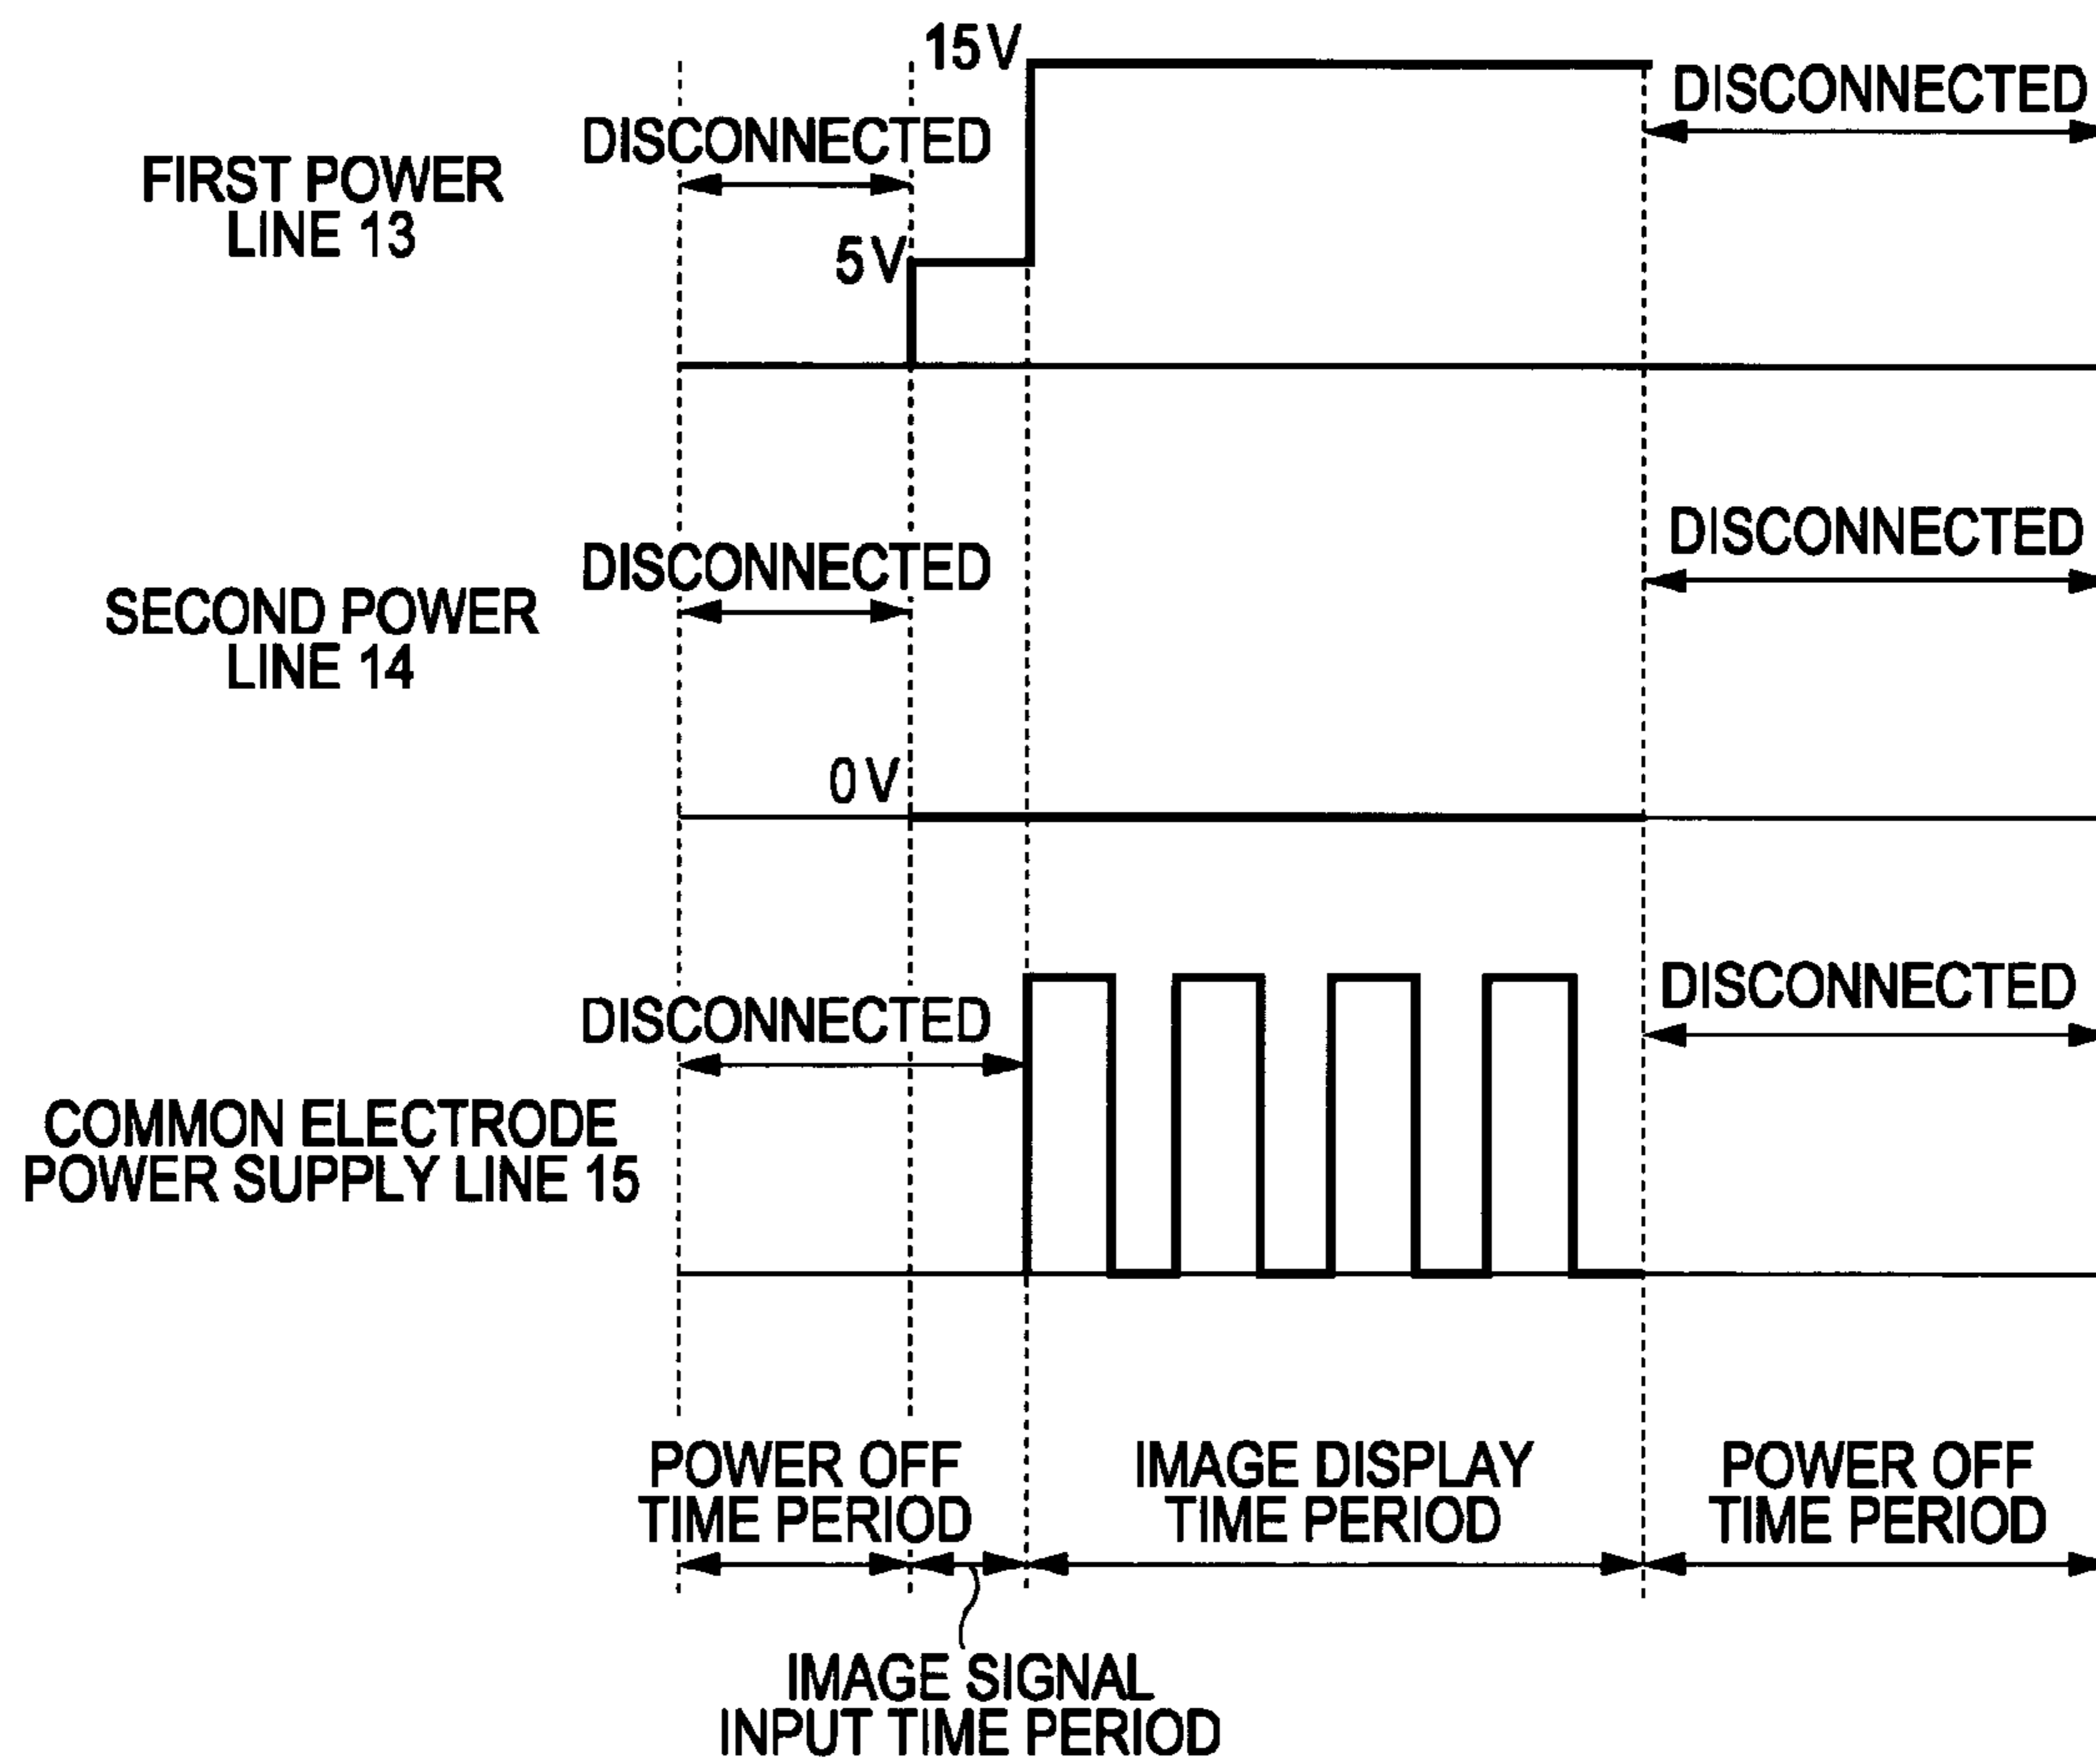 15V
DISCONNECTED
DISCONNECTED
FIRST POWER
LINE 13
5V
DISCONNECTED
DISCONNECTED
SECOND POWER
LINE 14
0V
DISCONNECTED
DISCONNECTED
COMMON ELECTRODE
POWER SUPPLY LINE 15
POWER OFF
TIME PERIOD
IMAGE DISPLAY
TIME PERIOD
POWER OFF
TIME PERIOD
IMAGE SIGNAL
INPUT TIME PERIOD